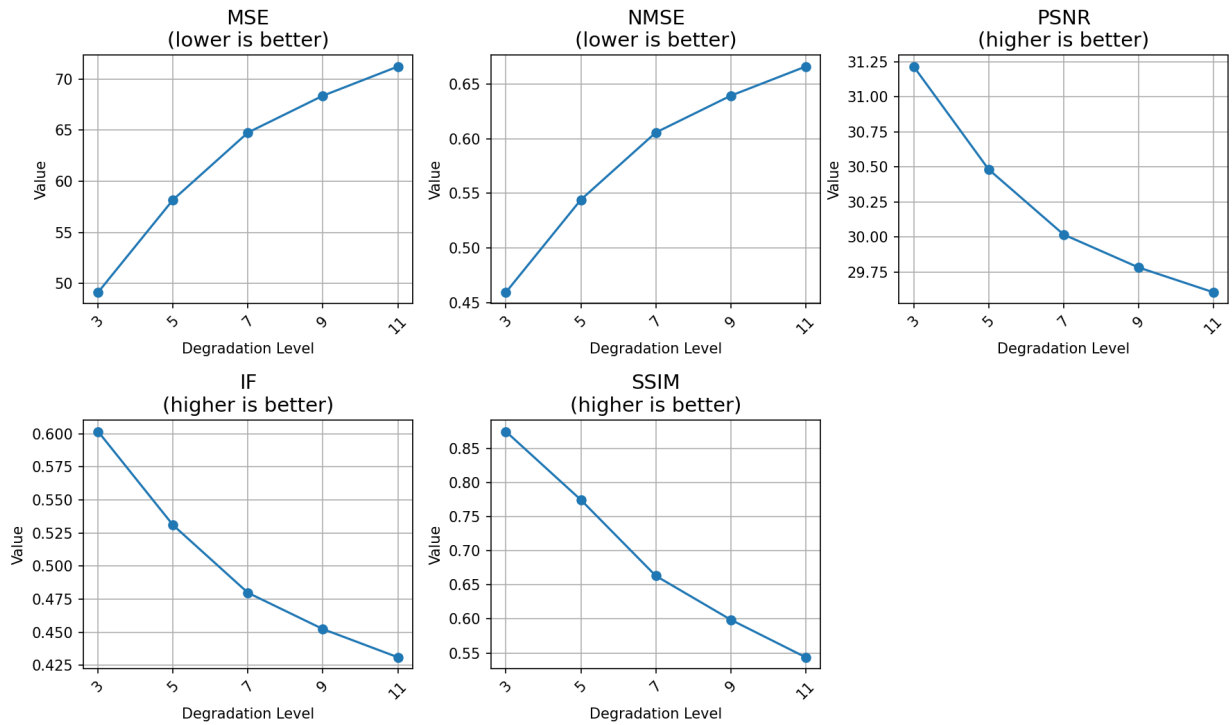 MSE
(lower is better)
70
65
60
55
50
Value
3
5
7
9
11
Degradation Level
NMSE
(lower is better)
0.65
0.60
0.55
0.50
0.45
Value
3
5
7
9
11
Degradation Level
PSNR
(higher is better)
31.25
31.00
30.75
30.50
30.25
30.00
29.75
Value
3
5
7
9
11
Degradation Level
IF
(higher is better)
0.600
0.575
0.550
0.525
0.500
0.475
0.450
0.425
Value
3
5
7
9
11
Degradation Level
SSIM
(higher is better)
0.85
0.80
0.75
0.70
0.65
0.60
0.55
Value
3
5
7
9
11
Degradation Level